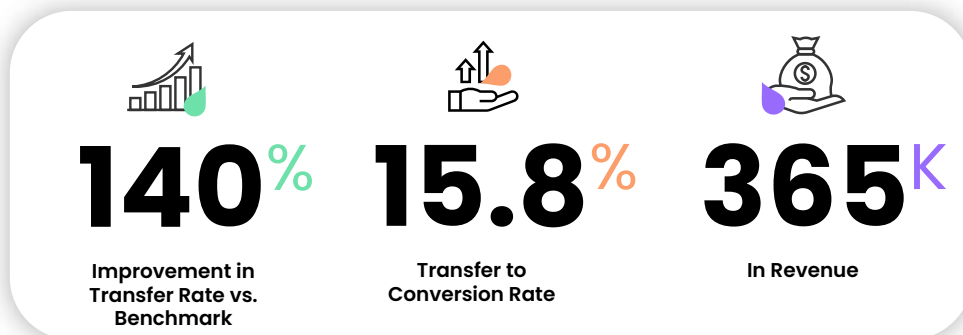 140%
Improvement in
Transfer Rate vs.
Benchmark
15.8%
Transfer to
Conversion Rate
$
365K
In Revenue